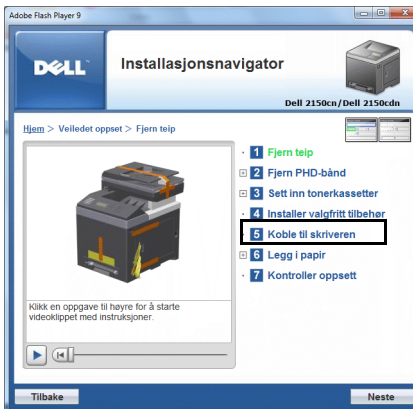 Adobe Flash Player 9
DELL
Installasjonsnavigator
Dell 2150cn/Dell 2150cdn
Hjem > Veiledet oppset > Fjern teip
1 Fjern teip
2 Fjern PHD-bånd
3 Sett inn tonerkassetter
4 Installer valgfritt tilbehør
5 Koble til skriveren
6 Legg i papir
7 Kontroller oppsett
Klikk en oppgave til høyre for å starte
videoklippet med instruksjoner.
Tilbake
Neste